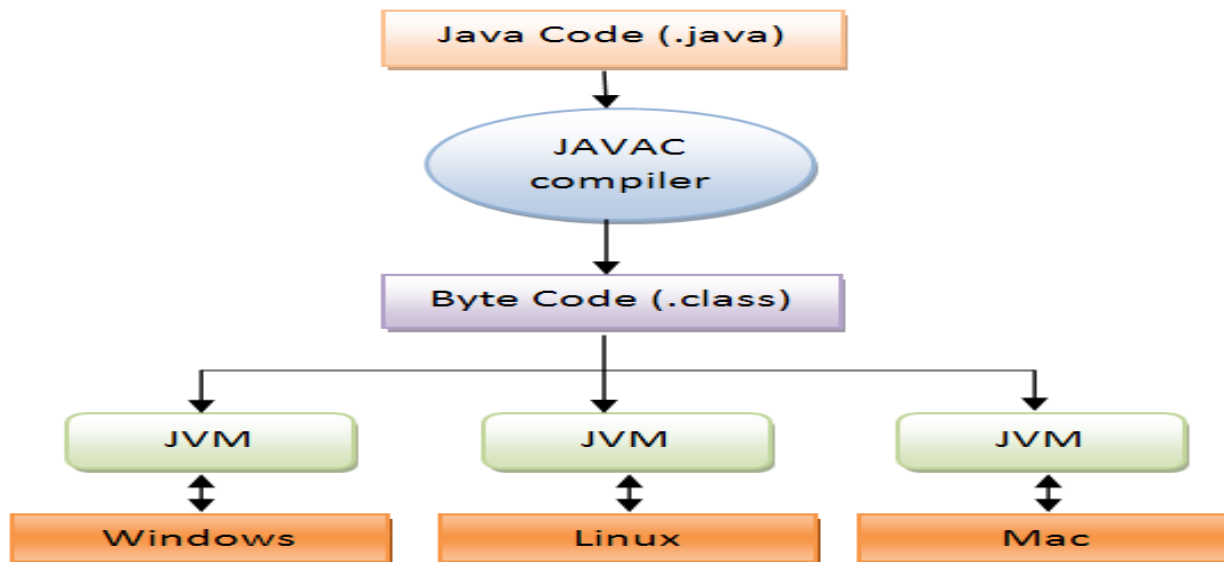 Java Code (.java)
JAVAC
compiler
Byte Code (.class)
JVM
JVM
JVM
Windows
Linux
Mac